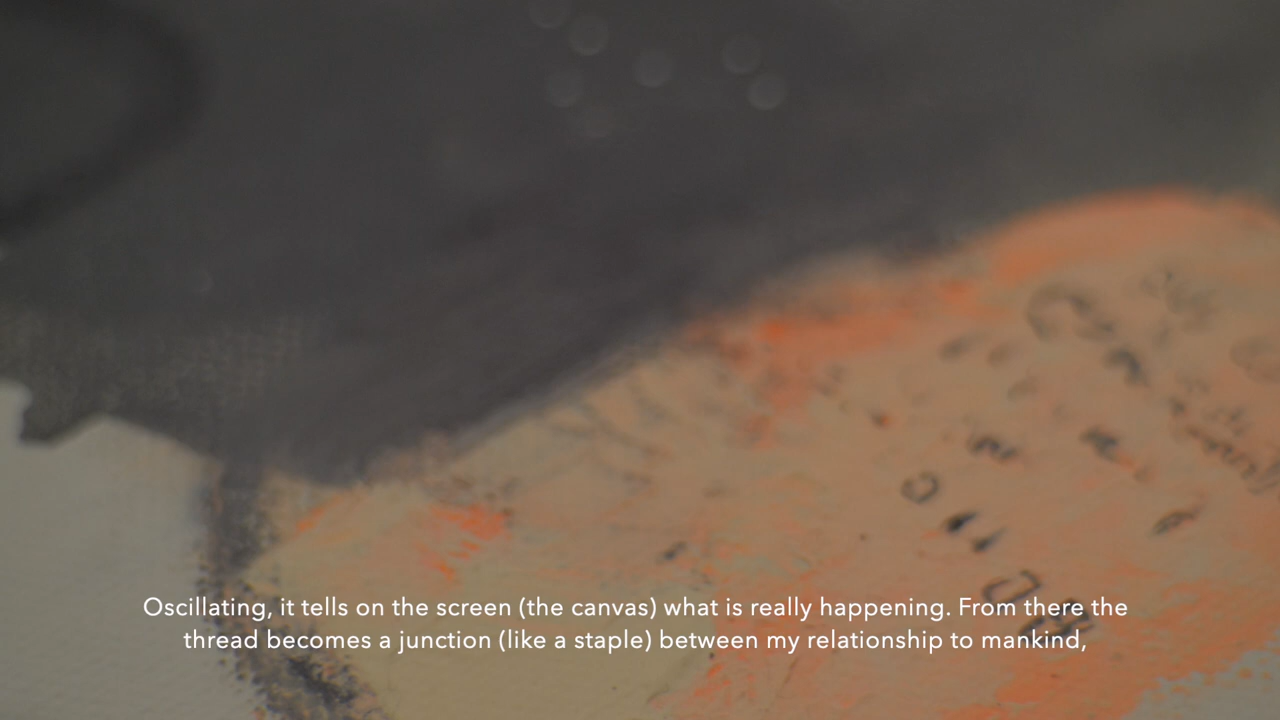 Oscillating, it tells on the screen (the canvas) what is really happening. From there the
thread becomes a junction (like a staple) between my relationship to mankind,